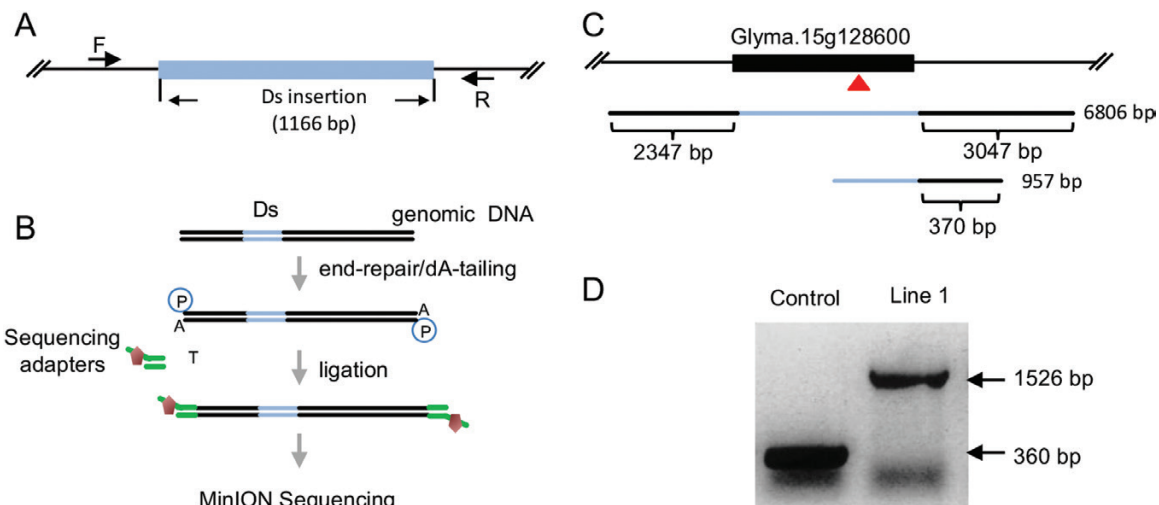 A
F
R
Ds insertion
(1166 bp)
B
Ds
genomic DNA
end-repair/dA-tailing
P
A
A
P
Sequencing
adapters
T
ligation
MinION Sequencing
C
Glyma.15g128600
6806 bp
2347 bp
3047 bp
957 bp
370 bp
D
Control
Line 1
1526 bp
360 bp